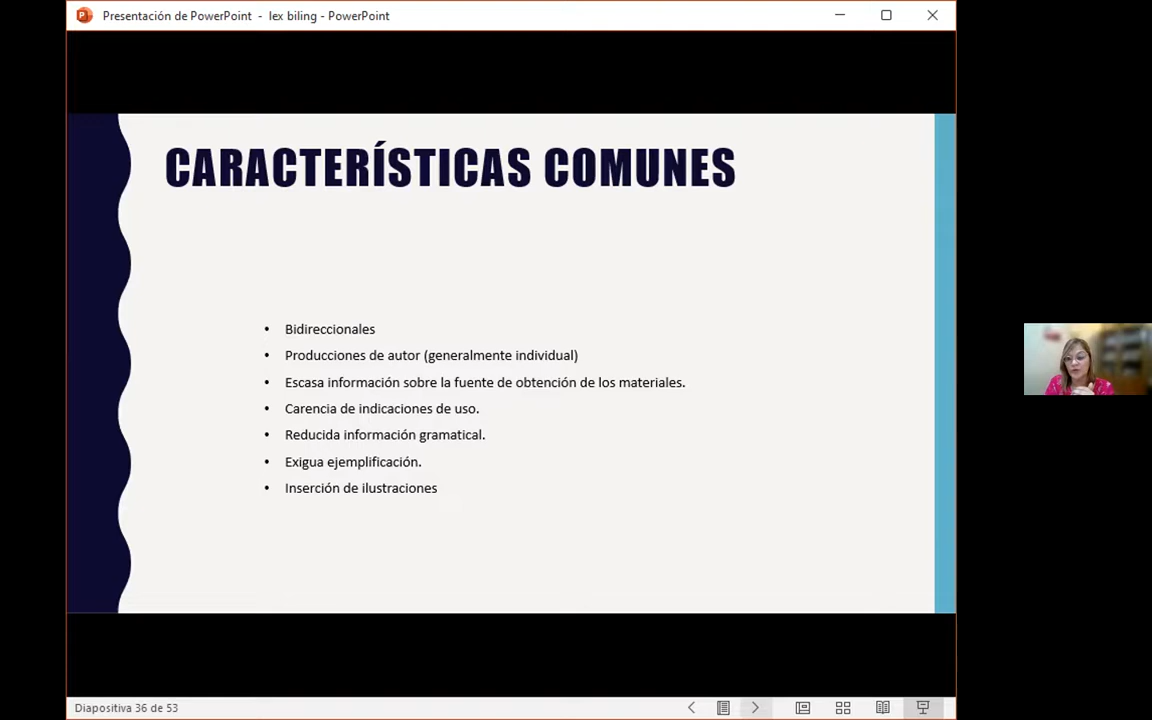 Presentación de PowerPoint - lex biling - PowerPoint
CARACTERÍSTICAS COMUNES
• Bidireccionales
• Producciones de autor (generalmente individual)
• Escasa información sobre la fuente de obtención de los materiales.
• Carencia de indicaciones de uso.
• Reducida información gramatical.
• Exigua ejemplificación.
• Inserción de ilustraciones
Diapositiva 36 de 53